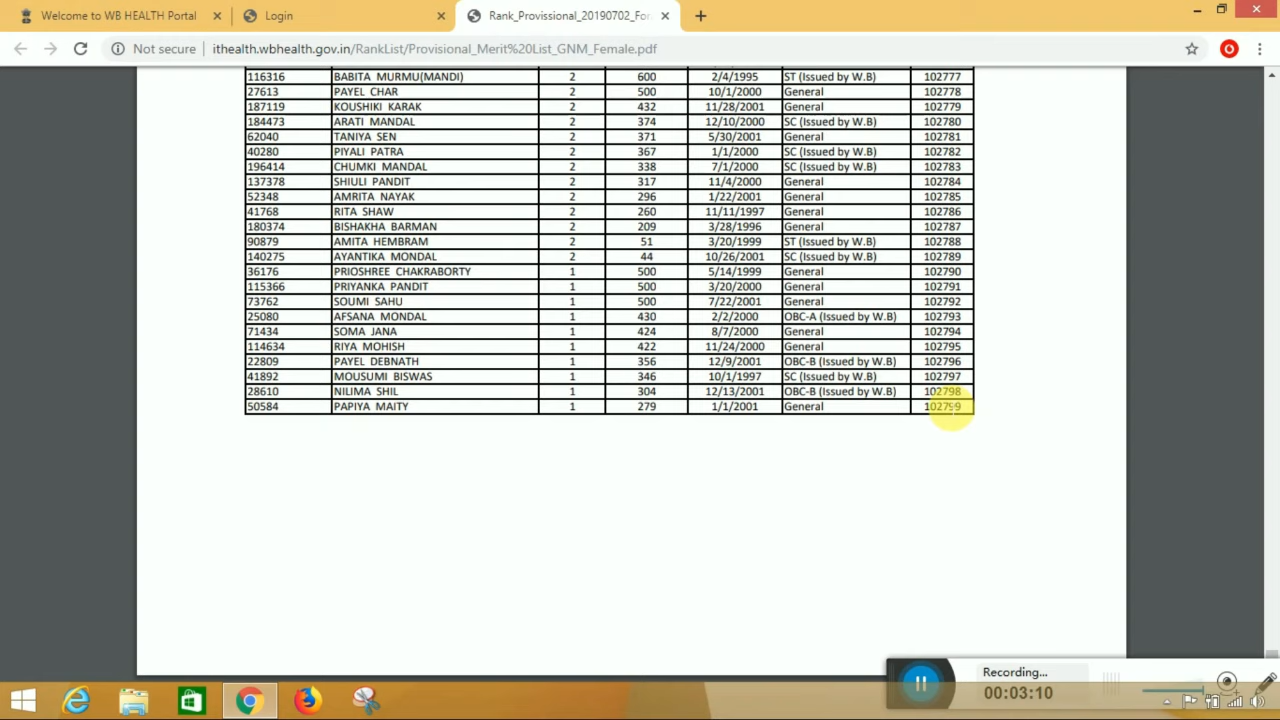 Welcome to WB HEALTH Portal
Login
Rank_Provissional_20190702_For
Not secure
ithealth.wbhealth.gov.in/RankList/Provisional_Merit%20List_GNM_Female.pdf
116316 BABITA MURMU(MANDI) 2 600 2/4/1995 ST (Issued by W.B) 102777
27613 PAYEL CHAR 2 500 10/1/2000 General 102778
187119 KOUSHIKI KARAK 2 432 11/28/2001 General 102779
184473 ARATI MANDAL 2 374 12/10/2000 SC (Issued by W.B) 102780
62040 TANIYA SEN 2 371 5/30/2001 General 102781
40280 PIYALI PATRA 2 367 1/1/2000 SC (Issued by W.B) 102782
196414 CHUMKI MANDAL 2 338 7/1/2000 SC (Issued by W.B) 102783
137378 SHIULI PANDIT 2 317 11/4/2000 General 102784
52348 AMRITA NAYAK 2 296 1/22/2001 General 102785
41768 RITA SHAW 2 260 11/11/1997 General 102786
180374 BISHAKHA BARMAN 2 209 3/28/1996 General 102787
90879 AMITA HEMBRAM 2 51 3/20/1999 ST (Issued by W.B) 102788
140275 AYANTIKA MONDAL 2 44 10/26/2001 SC (Issued by W.B) 102789
36176 PRIOSHREE CHAKRABORTY 1 500 5/14/1999 General 102790
115366 PRIYANKA PANDIT 1 500 3/20/2000 General 102791
73762 SOUMI SAHU 1 500 7/22/2001 General 102792
25080 AFSANA MONDAL 1 430 2/2/2000 OBC-A (Issued by W.B) 102793
71434 SOMA JANA 1 424 8/7/2000 General 102794
114634 RIYA MOHISH 1 422 11/24/2000 General 102795
22809 PAYEL DEBNATH 1 356 12/9/2001 OBC-B (Issued by W.B) 102796
41892 MOUSUMI BISWAS 1 346 10/1/1997 SC (Issued by W.B) 102797
28610 NILIMA SHIL 1 304 12/13/2001 OBC-B (Issued by W.B) 102798
50584 PAPIYA MAITY 1 279 1/1/2001 General 102799
Recording...
00:03:10